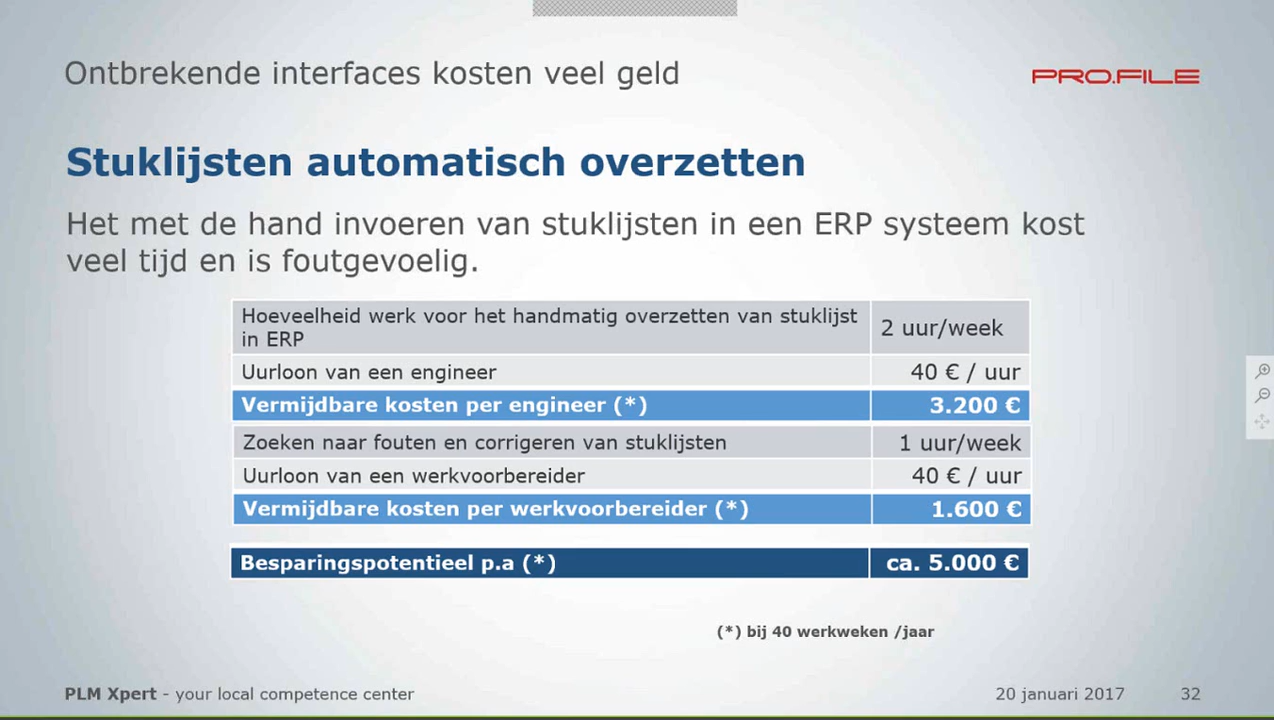 Ontbrekende interfaces kosten veel geld
PRO.FILE
Stuklijsten automatisch overzetten
Het met de hand invoeren van stuklijsten in een ERP systeem kost
veel tijd en is foutgevoelig.
Hoeveelheid werk voor het handmatig overzetten van stuklijst
in ERP
2 uur/week
Uurloon van een engineer 40 € / uur
Vermijdbare kosten per engineer (*) 3.200 €
Zoeken naar fouten en corrigeren van stuklijsten 1 uur/week
Uurloon van een werkvoorbereider 40 € / uur
Vermijdbare kosten per werkvoorbereider (*) 1.600 €
Besparingspotentieel p.a (*) ca. 5.000 €
(*) bij 40 werkweken /jaar
PLM Xpert - your local competence center 20 januari 2017 32